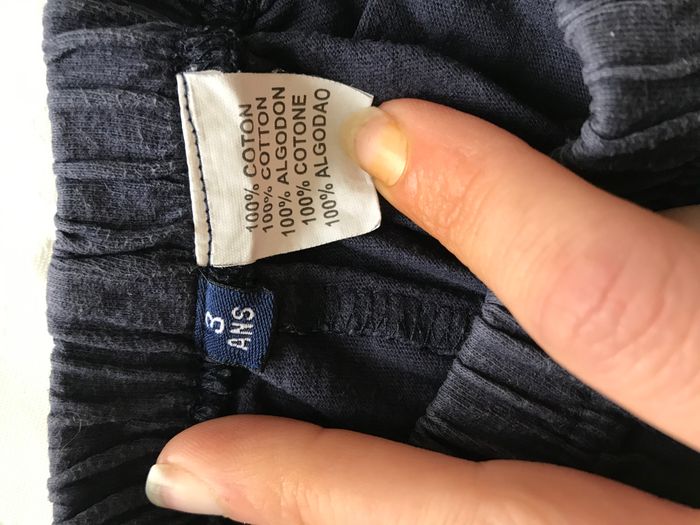 100% COTON
100% COTTON
100% ALGODON
100% COTONE
100% ALGODAO
3
ANS